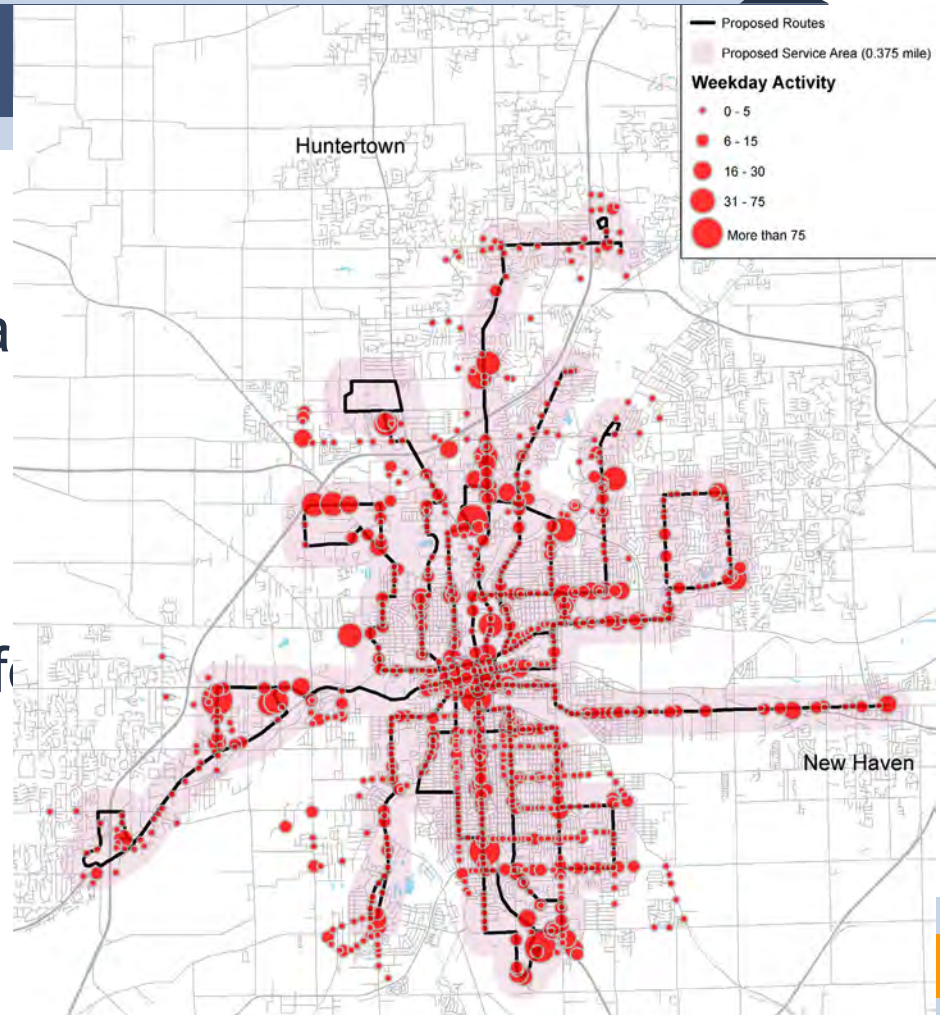 Proposed Routes
Proposed Service Area (0.375 mile)
Weekday Activity
0 - 5
6 - 15
16 - 30
31 - 75
More than 75
Huntertown
New Haven